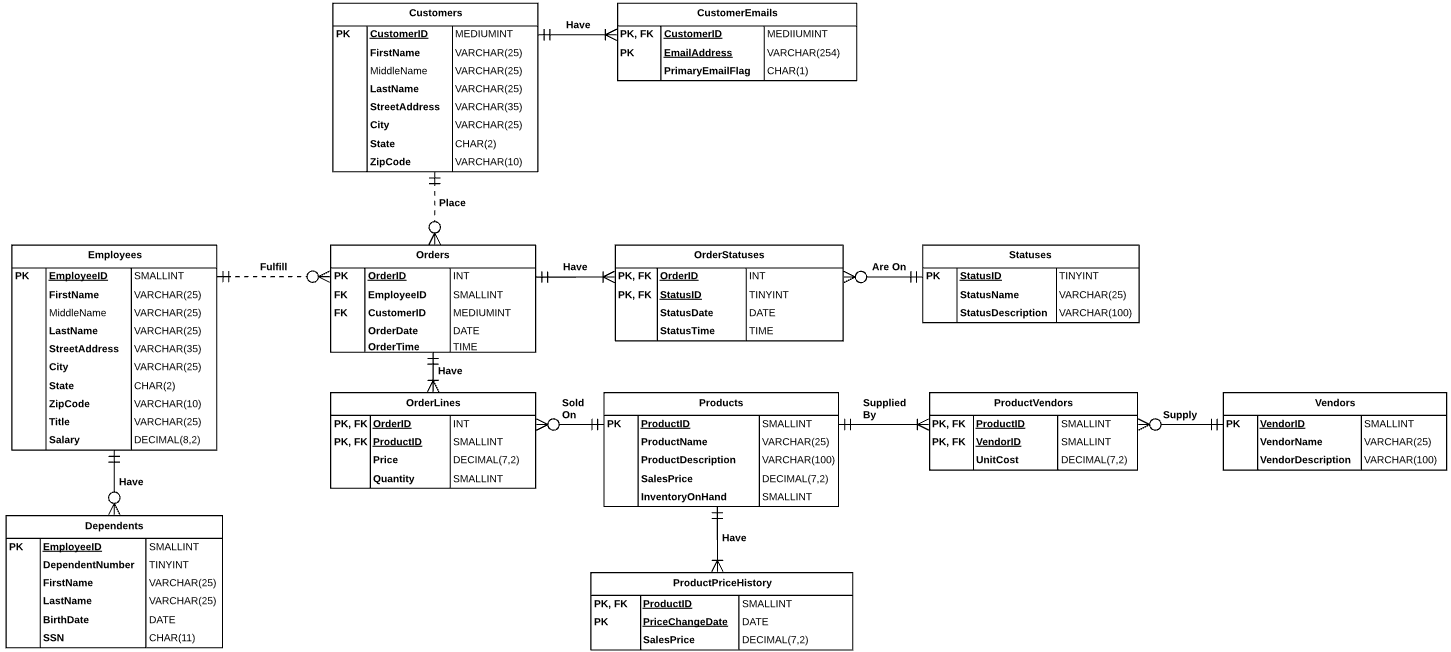 Customers
PK CustomerID MEDIUMINT
FirstName VARCHAR(25)
MiddleName VARCHAR(25)
LastName VARCHAR(25)
StreetAddress VARCHAR(35)
City VARCHAR(25)
State CHAR(2)
ZipCode VARCHAR(10)
Have
CustomerEmails
PK, FK CustomerID MEDIIUMINT
PK EmailAddress VARCHAR(254)
PrimaryEmailFlag CHAR(1)
Place
Employees
PK EmployeeID SMALLINT
FirstName VARCHAR(25)
MiddleName VARCHAR(25)
LastName VARCHAR(25)
StreetAddress VARCHAR(35)
City VARCHAR(25)
State CHAR(2)
ZipCode VARCHAR(10)
Title VARCHAR(25)
Salary DECIMAL(8,2)
Fulfill
Orders
PK OrderID INT
FK EmployeeID SMALLINT
FK CustomerID MEDIUMINT
OrderDate DATE
OrderTime TIME
Have
OrderStatuses
PK, FK OrderID INT
PK, FK StatusID TINYINT
StatusDate DATE
StatusTime TIME
Are On
Statuses
PK StatusID TINYINT
StatusName VARCHAR(25)
StatusDescription VARCHAR(100)
Have
OrderLines
PK, FK OrderID INT
PK, FK ProductID SMALLINT
Price DECIMAL(7,2)
Quantity SMALLINT
Sold
On
Products
PK ProductID SMALLINT
ProductName VARCHAR(25)
ProductDescription VARCHAR(100)
SalesPrice DECIMAL(7,2)
InventoryOnHand SMALLINT
Supplied
By
ProductVendors
PK, FK ProductID SMALLINT
PK, FK VendorID SMALLINT
UnitCost DECIMAL(7,2)
Supply
Vendors
PK VendorID SMALLINT
VendorName VARCHAR(25)
VendorDescription VARCHAR(100)
Have
Dependents
PK EmployeeID SMALLINT
DependentNumber TINYINT
FirstName VARCHAR(25)
LastName VARCHAR(25)
BirthDate DATE
SSN CHAR(11)
Have
ProductPriceHistory
PK, FK ProductID SMALLINT
PK PriceChangeDate DATE
SalesPrice DECIMAL(7,2)